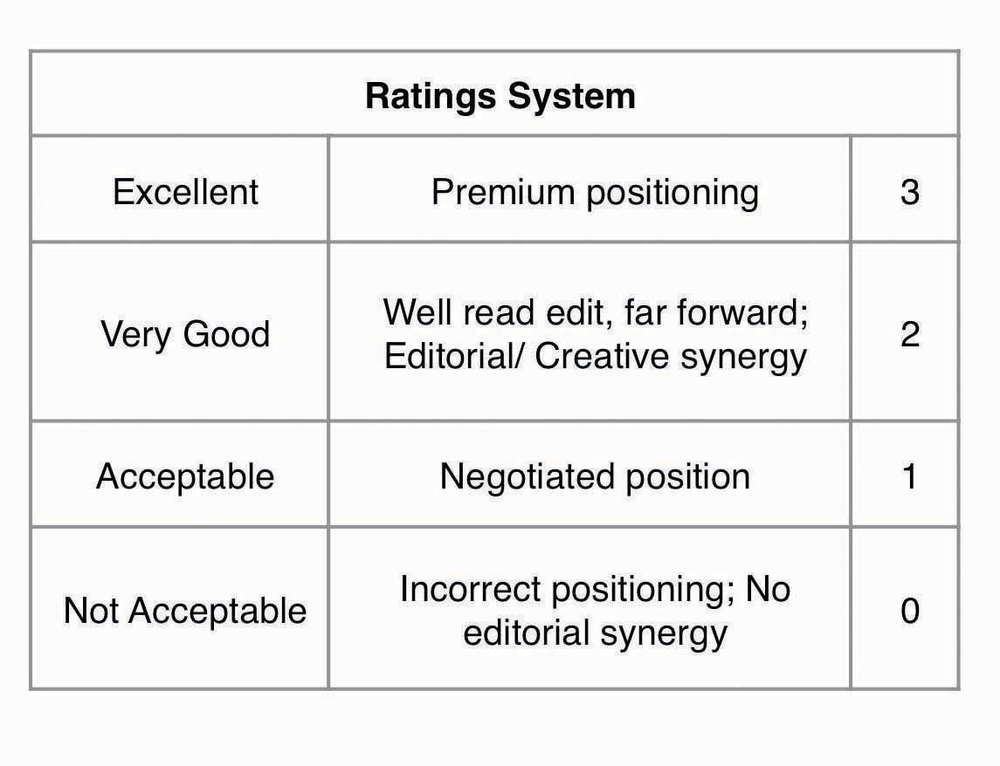 Ratings System
Excellent
Premium positioning
3
Very Good
Well read edit, far forward;
Editorial/ Creative synergy
2
Acceptable
Negotiated position
1
Not Acceptable
Incorrect positioning; No
editorial synergy
0